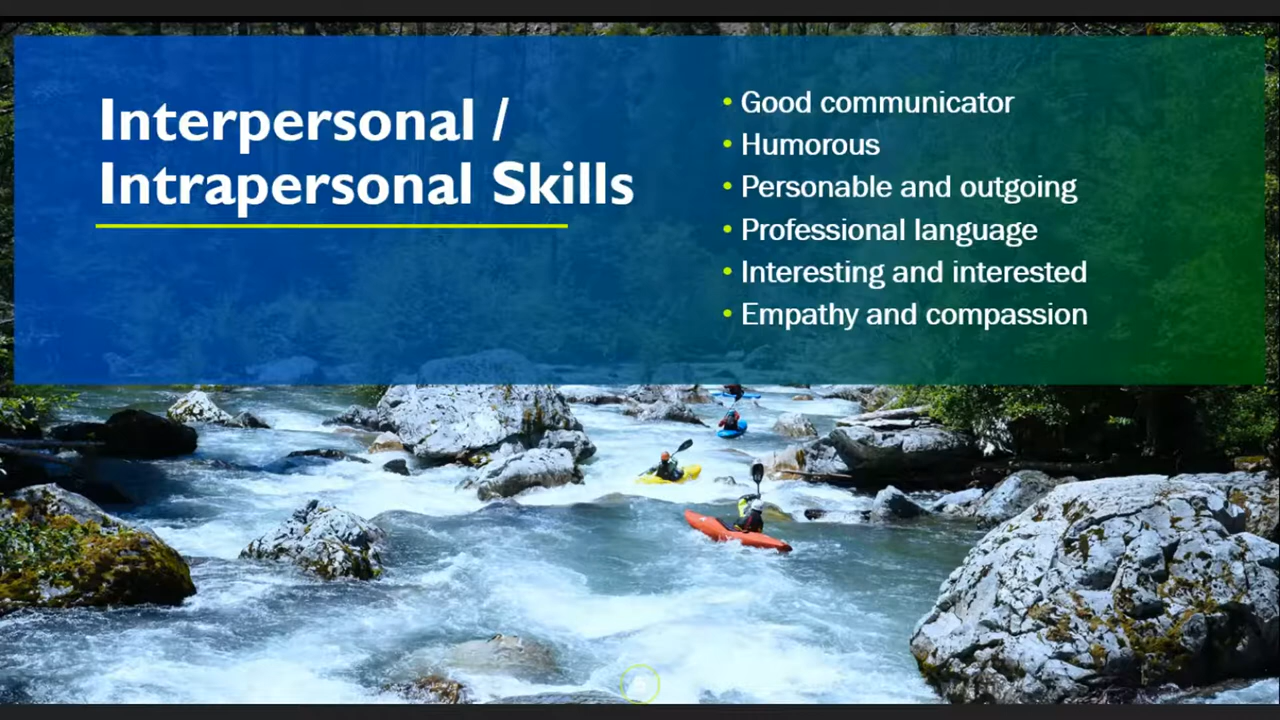 Interpersonal /
Intrapersonal Skills
• Good communicator
• Humorous
• Personable and outgoing
• Professional language
• Interesting and interested
• Empathy and compassion